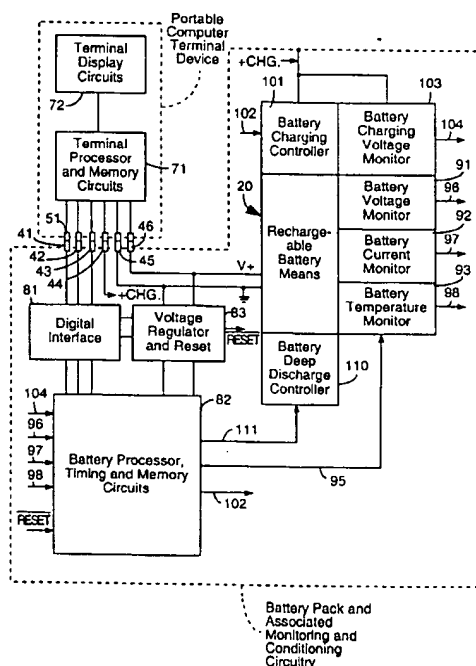 Portable
Computer
Terminal
Device
Terminal
Display
Circuits
72
Terminal
Processor
and Memory
Circuits
71
51
41
42
43
44
46
45
+CHG.
81
Digital
Interface
Voltage
Regulator
and Reset
83
RESET
82
104
96
97
98
RESET
Battery Processor,
Timing and Memory
Circuits
111
95
102
+CHG.
101
103
102
Battery
Charging
Controller
Battery
Charging
Voltage
Monitor
104
91
20
Recharge-
able
Battery
Means
V+
Battery
Voltage
Monitor
96
92
Battery
Current
Monitor
97
93
Battery
Temperature
Monitor
98
Battery
Deep
Discharge
Controller
110
Battery Pack and
Associated
Monitoring and
Conditioning
Circuitry